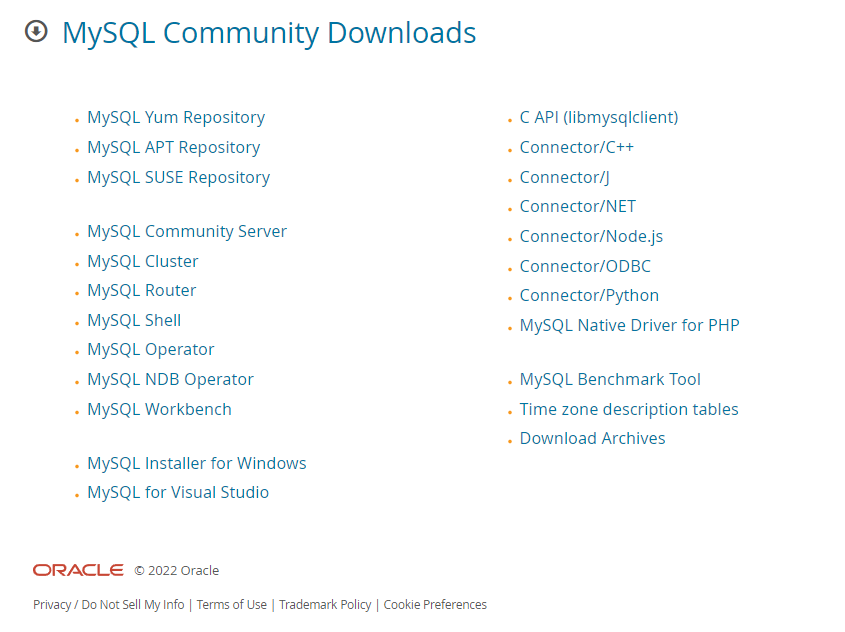 MySQL Community Downloads
MySQL Yum Repository
MySQL APT Repository
MySQL SUSE Repository
MySQL Community Server
MySQL Cluster
MySQL Router
MySQL Shell
MySQL Operator
MySQL NDB Operator
MySQL Workbench
MySQL Installer for Windows
MySQL for Visual Studio
C API (libmysqlclient)
Connector/C++
Connector/J
Connector/NET
Connector/Node.js
Connector/ODBC
Connector/Python
MySQL Native Driver for PHP
MySQL Benchmark Tool
Time zone description tables
Download Archives
ORACLE © 2022 Oracle
Privacy / Do Not Sell My Info | Terms of Use | Trademark Policy | Cookie Preferences